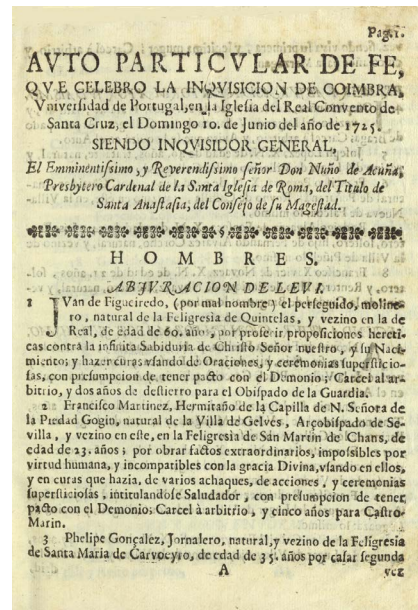 Pag. 1.
AVTO PARTICVLAR DE FE,
QVE CELEBRO LA INQVISICION DE COIMBRA,
Vniversidad de Portugal, en la Iglesia del Real Convento de
Santa Cruz, el Domingo 10. de Junio del año de 1725.
SIENDO INQVISIDOR GENERAL,
El Emminentissimo, y Reverendissimo señor Don Nuño de Acuña,
Presbytero Cardenal de la Santa Iglesia de Roma, del Titulo de
Santa Anastasia, del Consejo de su Magestad.
HOMBRES.
ABJVRACION DE LEVI.
1 JVan de Figueiredo, (por mal nombre) el perseguido, moline-
ro, natural de la Feligresia de Quintelas, y vezino en la de
Real, de edad de 60. año, por proferir proposiciones hereti-
cas contra la infinita Sabiduria de Christo Señor nuestro, y su Naci-
miento; y hazer curas vsando de Oraciones, y ceremonias supersticio-
sas, con presumpcion de tener pacto con el Demonio; Carcel al ar-
bitrio, y dos años de destierro para el Obispado de la Guardia.
2 Francisco Martinez, Hermitaño de la Capilla de N. Señora de
la Piedad Gogin, natural de la Villa de Gelves, Arçobispado de Se-
villa, y vezino en este, en la Feligresia de San Martin de Chans, de
edad de 23. años; por obrar factos extraordinarios, impossibles por
virtud humana, y incompatibles con la gracia Divina, vsando en ellos,
y en curas que hazia, de varios achaques, de acciones, y ceremonias
supersticiosas, intitulandose Saludador, con presumpcion de tener
pacto con el Demonio; Carcel à arbitrio, y cinco años para Castro-
Marin.
3 Phelipe Gonçalez, Jornalero, natural, y vezino de la Feligresia
de Santa Maria de Carvoeyro, de edad de 35. años por casar segunda
A vez